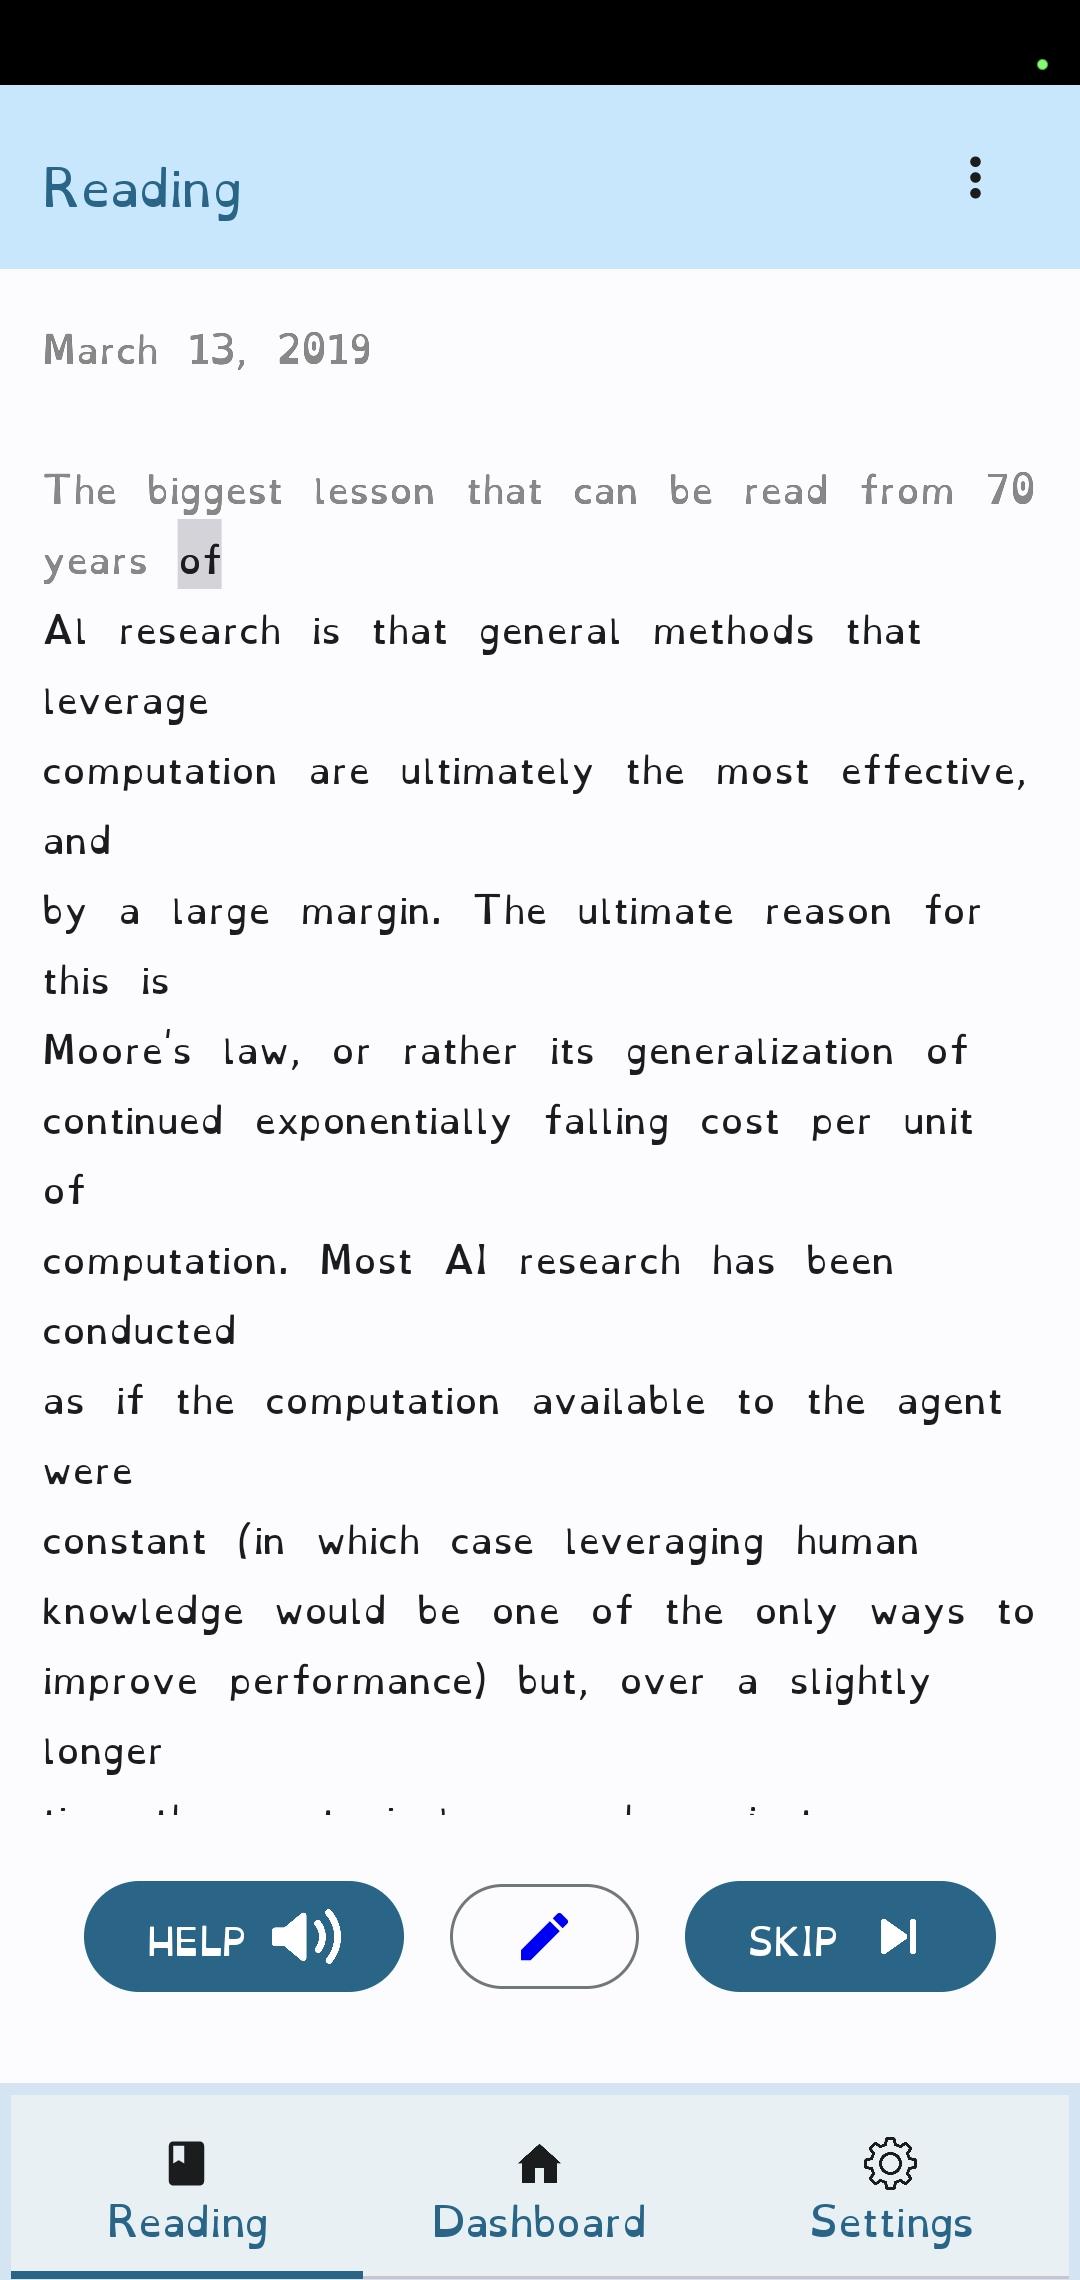 Reading
March 13, 2019
The biggest lesson that can be read from 70
years of
Al research is that general methods that
leverage
computation are ultimately the most effective,
and
by a large margin. The ultimate reason for
this is
Moore's law, or rather its generalization of
continued exponentially falling cost per unit
of
computation. Most AI research has been
conducted
as if the computation available to the agent
were
constant (in which case leveraging human
knowledge would be one of the only ways to
improve performance) but, over a slightly
longer
HELP
SKIP
Reading Dashboard Settings